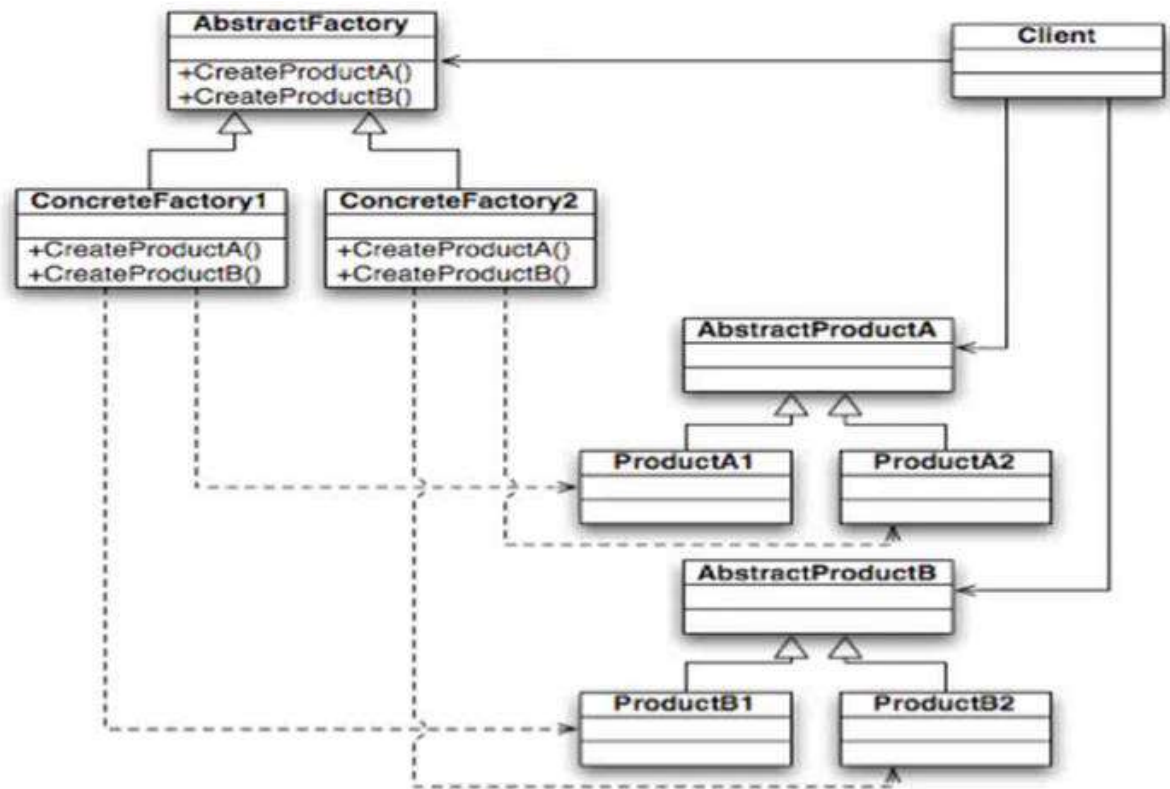 AbstractFactory
+CreateProductA()
+CreateProductB()
Client
ConcreteFactory1
+CreateProductA()
+CreateProductB()
ConcreteFactory2
+CreateProductA()
+CreateProductB()
AbstractProductA
ProductA1
ProductA2
AbstractProductB
ProductB1
ProductB2